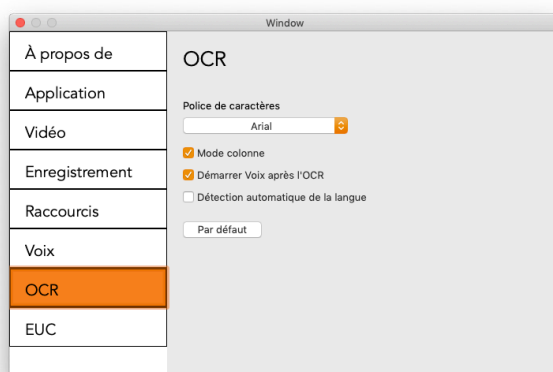 Window
À propos de
Application
Vidéo
Enregistrement
Raccourcis
Voix
OCR
EUC
OCR
Police de caractères
Arial
Mode colonne
Démarrer Voix après l'OCR
Détection automatique de la langue
Par défaut